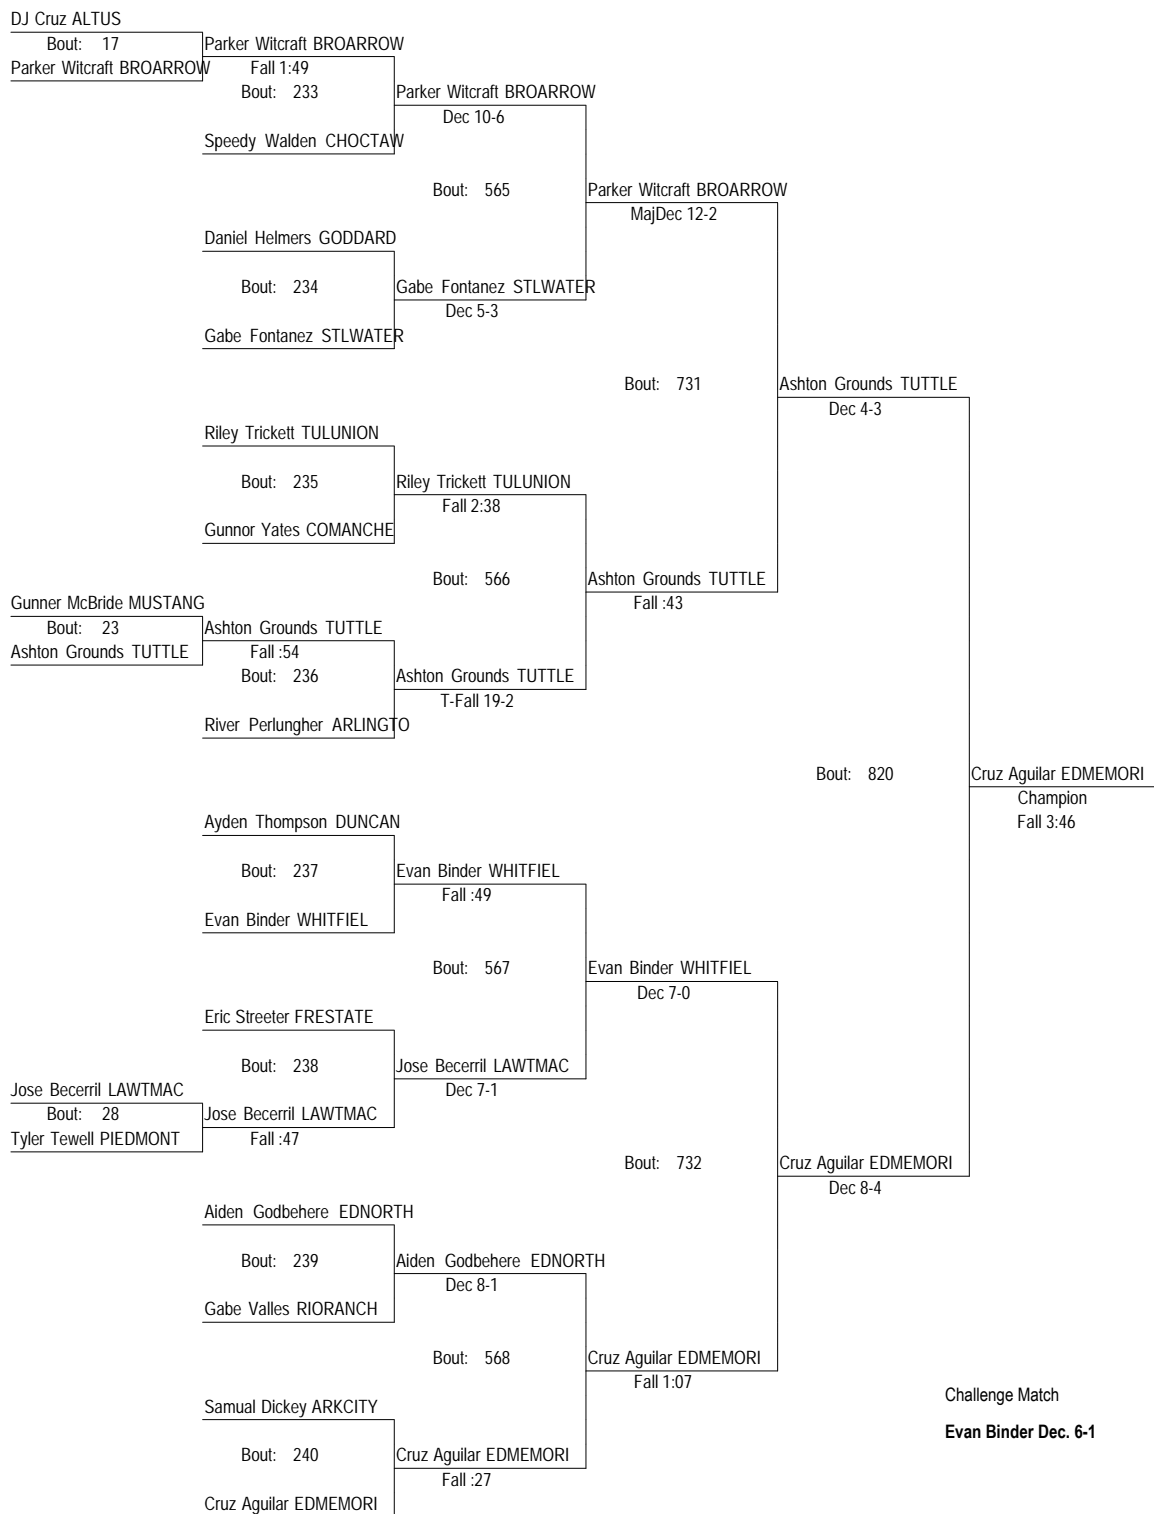 DJ Cruz ALTUS
Bout: 17
Parker Witcraft BROARROW
Parker Witcraft BROARROW
Fall 1:49
Bout: 233
Parker Witcraft BROARROW
Dec 10-6
Speedy Walden CHOCTAW
Bout: 565
Parker Witcraft BROARROW
MajDec 12-2
Daniel Helmers GODDARD
Bout: 234
Gabe Fontanez STLWATER
Dec 5-3
Gabe Fontanez STLWATER
Bout: 731
Ashton Grounds TUTTLE
Dec 4-3
Riley Trickett TULUNION
Bout: 235
Riley Trickett TULUNION
Fall 2:38
Gunnor Yates COMANCHE
Bout: 566
Ashton Grounds TUTTLE
Fall :43
Gunner McBride MUSTANG
Bout: 23
Ashton Grounds TUTTLE
Ashton Grounds TUTTLE
Fall :54
Bout: 236
Ashton Grounds TUTTLE
T-Fall 19-2
River Perlungher ARLINGTO
Bout: 820
Cruz Aguilar EDMEMORI
Champion
Fall 3:46
Ayden Thompson DUNCAN
Bout: 237
Evan Binder WHITFIEL
Fall :49
Evan Binder WHITFIEL
Bout: 567
Evan Binder WHITFIEL
Dec 7-0
Eric Streeter FRESTATE
Bout: 238
Jose Becerril LAWTMAC
Dec 7-1
Jose Becerril LAWTMAC
Bout: 28
Tyler Tewell PIEDMONT
Jose Becerril LAWTMAC
Fall :47
Bout: 732
Cruz Aguilar EDMEMORI
Dec 8-4
Aiden Godbehere EDNORTH
Bout: 239
Aiden Godbehere EDNORTH
Dec 8-1
Gabe Valles RIORANCH
Bout: 568
Cruz Aguilar EDMEMORI
Fall 1:07
Samual Dickey ARKCITY
Bout: 240
Cruz Aguilar EDMEMORI
Fall :27
Cruz Aguilar EDMEMORI
Challenge Match
Evan Binder Dec. 6-1